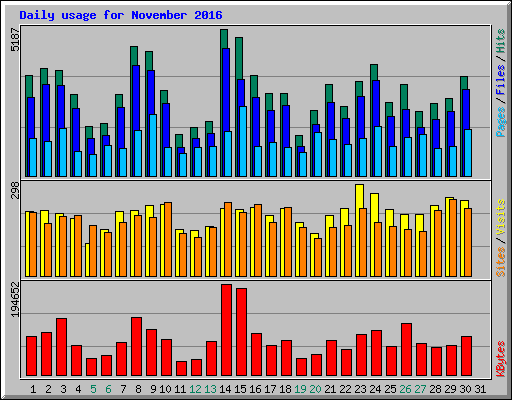 Daily usage for November 2016
5187
Pages / Files / Hits
298
Sites / Visits
194652
KBytes
1 2 3 4 5 6 7 8 9 10 11 12 13 14 15 16 17 18 19 20 21 22 23 24 25 26 27 28 29 30 31